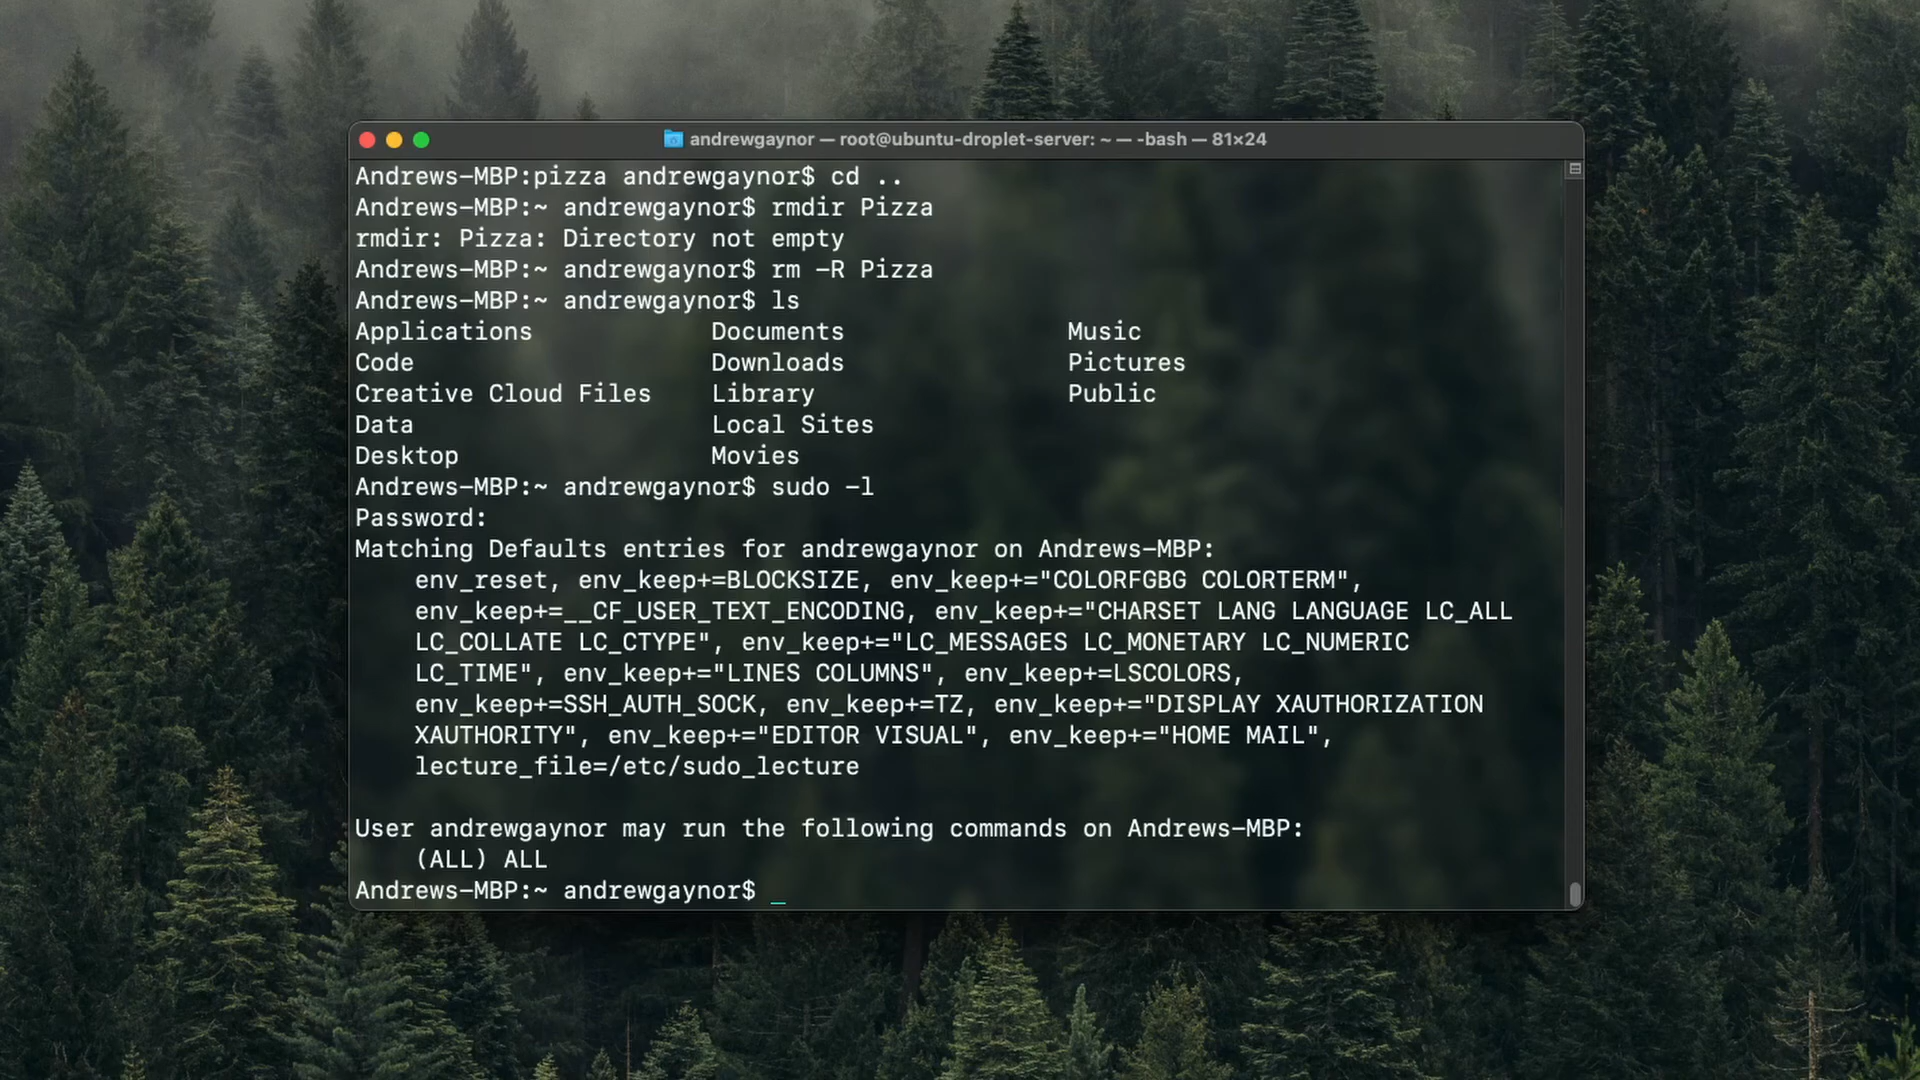 andrewgaynor — root@ubuntu-droplet-server: ~ — -bash — 81×24
Andrews-MBP:pizza andrewgaynor$ cd ..
Andrews-MBP:~ andrewgaynor$ rmdir Pizza
rmdir: Pizza: Directory not empty
Andrews-MBP:~ andrewgaynor$ rm -R Pizza
Andrews-MBP:~ andrewgaynor$ ls
Applications Documents Music
Code Downloads Pictures
Creative Cloud Files Library Public
Data Local Sites
Desktop Movies
Andrews-MBP:~ andrewgaynor$ sudo -l
Password:
Matching Defaults entries for andrewgaynor on Andrews-MBP:
env_reset, env_keep+=BLOCKSIZE, env_keep+="COLORFGBG COLORTERM",
env_keep+=__CF_USER_TEXT_ENCODING, env_keep+="CHARSET LANG LANGUAGE LC_ALL
LC_COLLATE LC_CTYPE", env_keep+="LC_MESSAGES LC_MONETARY LC_NUMERIC
LC_TIME", env_keep+="LINES COLUMNS", env_keep+=LSCOLORS,
env_keep+=SSH_AUTH_SOCK, env_keep+=TZ, env_keep+="DISPLAY XAUTHORIZATION
XAUTHORITY", env_keep+="EDITOR VISUAL", env_keep+="HOME MAIL",
lecture_file=/etc/sudo_lecture
User andrewgaynor may run the following commands on Andrews-MBP:
(ALL) ALL
Andrews-MBP:~ andrewgaynor$ _